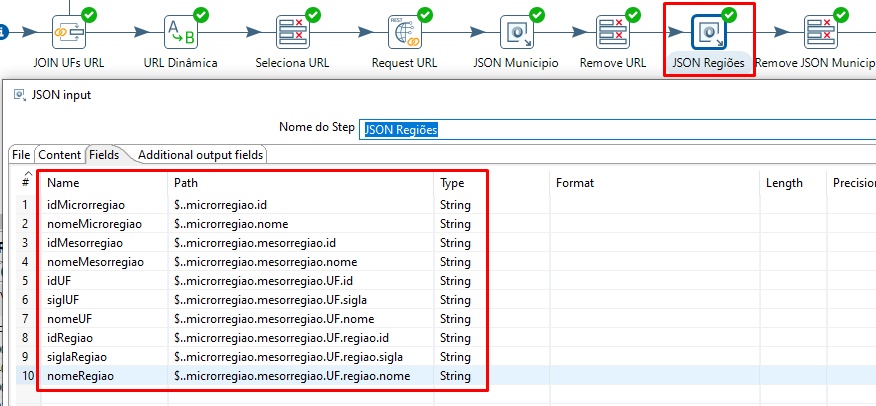 REST
A
B
JOIN UFs URL
URL Dinâmica
Seleciona URL
Request URL
JSON Municipio
Remove URL
JSON Regiões
Remove JSON Municip
JSON input
Nome do Step JSON Regiões
File Content Fields Additional output fields
# Name Path Type Format Length Precision
1 idMicrorregiao $..microrregiao.id String
2 nomeMicroregiao $..microrregiao.nome String
3 idMesorregiao $..microrregiao.mesorregiao.id String
4 nomeMesorregiao $..microrregiao.mesorregiao.nome String
5 idUF $..microrregiao.mesorregiao.UF.id String
6 siglUF $..microrregiao.mesorregiao.UF.sigla String
7 nomeUF $..microrregiao.mesorregiao.UF.nome String
8 idRegiao $..microrregiao.mesorregiao.UF.regiao.id String
9 siglaRegiao $..microrregiao.mesorregiao.UF.regiao.sigla String
10 nomeRegiao $..microrregiao.mesorregiao.UF.regiao.nome String